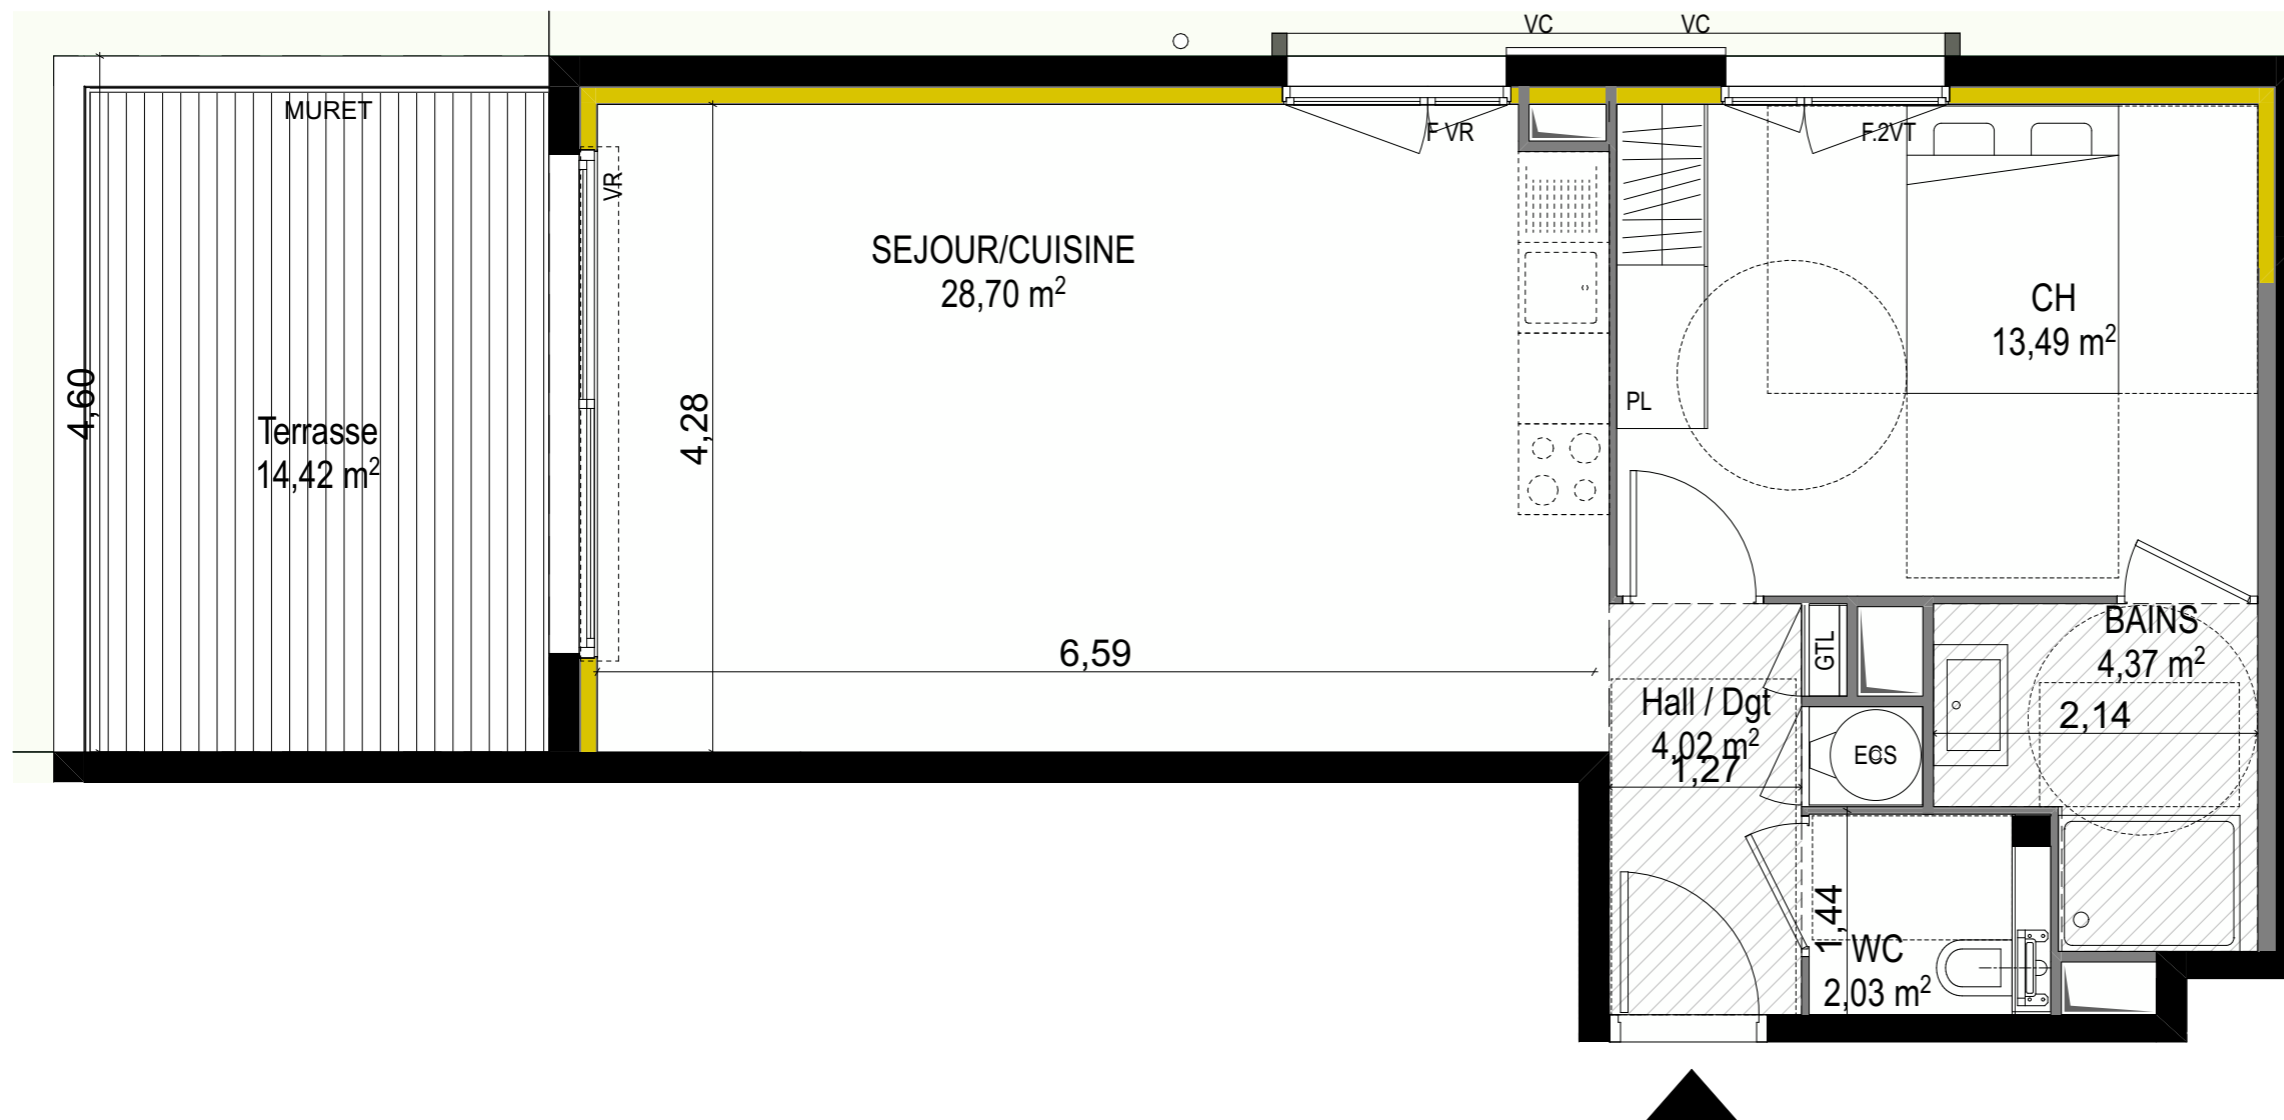 VC
VC
MURET
F VR
F.2VT
VR
SEJOUR/CUISINE
28,70 m²
CH
13,49 m²
PL
4,60
4,28
Terrasse
14,42 m²
6,59
GTL
BAINS
4,37 m²
2,14
Hall / Dgt
4,02 m²
1,27
ECS
1,44
WC
2,03 m²